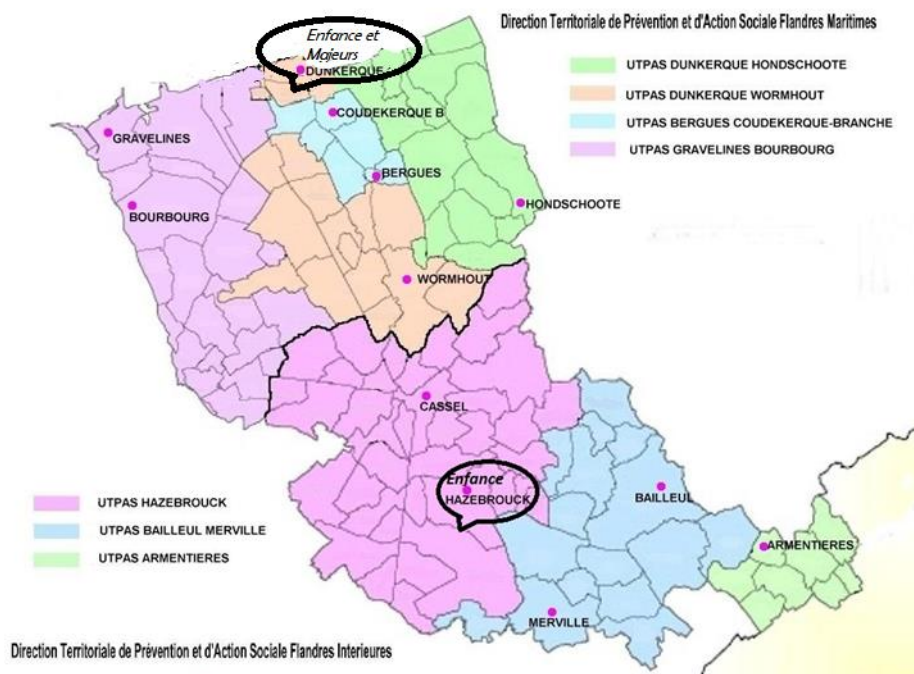 Direction Territoriale de Prévention et d'Action Sociale Flandres Maritimes
Enfance et
Majeurs
DUNKERQUE
UTPAS DUNKERQUE HONDSCHOOTE
UTPAS DUNKERQUE WORMHOUT
UTPAS BERGUES COUDEKERQUE-BRANCHE
UTPAS GRAVELINES BOURBOURG
COUDEKERQUE B
GRAVELINES
BERGUES
BOURBOURG
HONDSCHOOTE
WORMHOUT
CASSEL
Enfance
HAZEBROUCK
BAILLEUL
UTPAS HAZEBROUCK
UTPAS BAILLEUL MERVILLE
UTPAS ARMENTIERES
ARMENTIERES
MERVILLE
Direction Territoriale de Prévention et d'Action Sociale Flandres Interieures